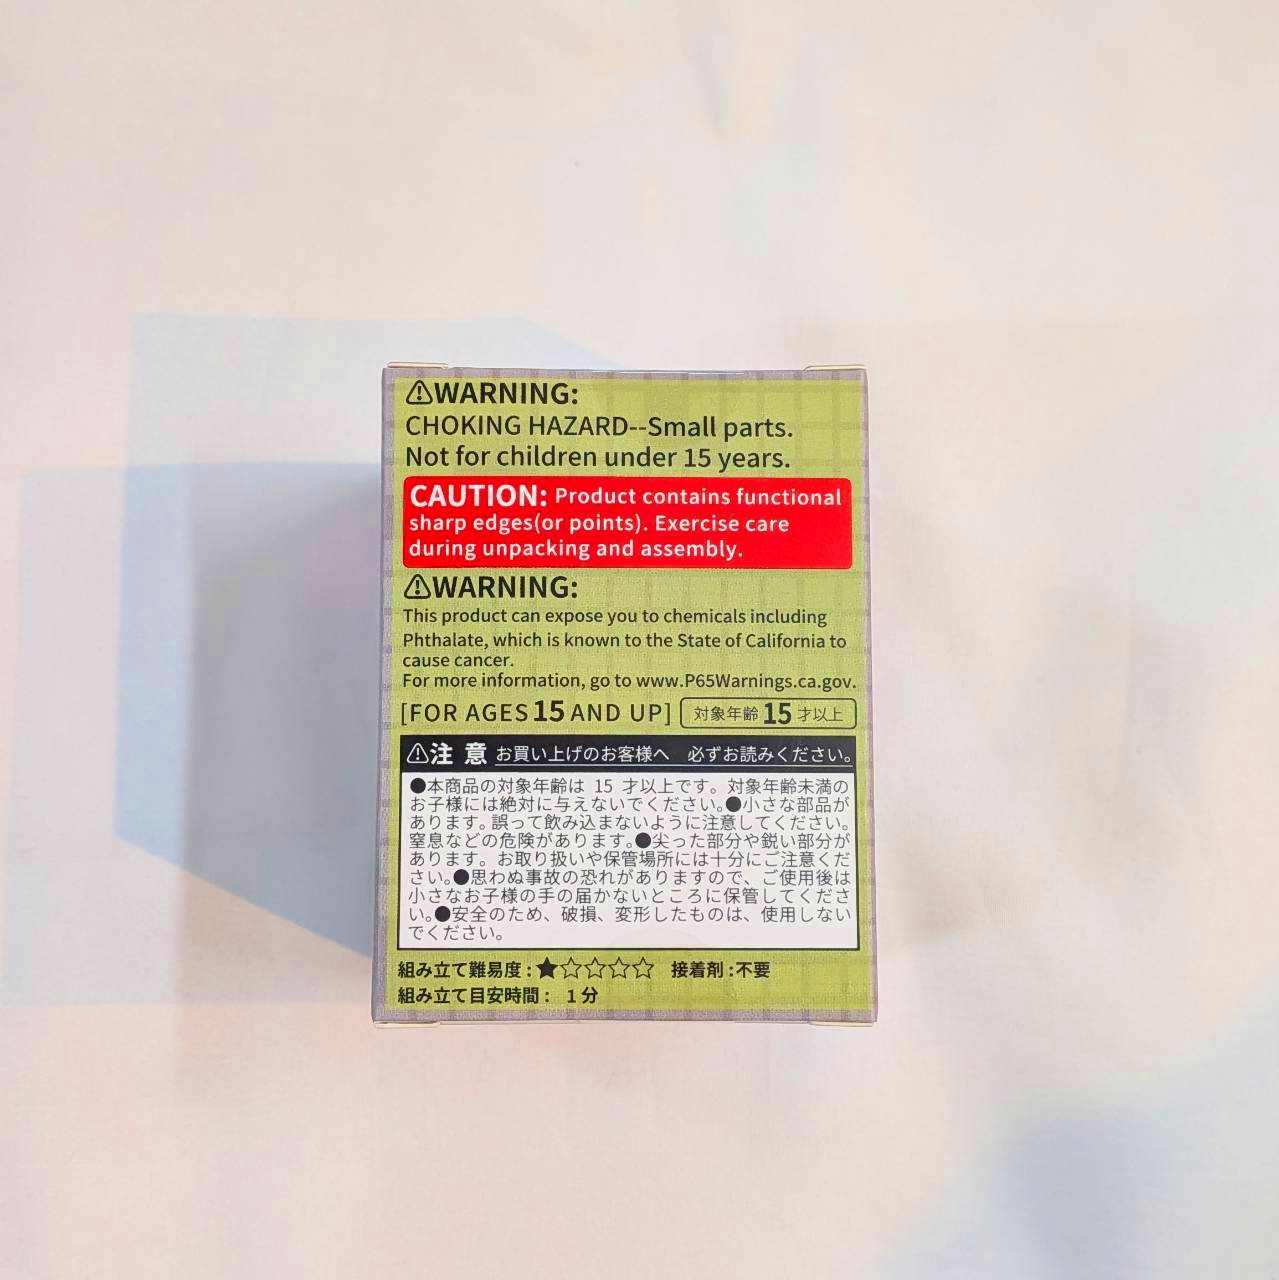 ⚠WARNING:
CHOKING HAZARD--Small parts.
Not for children under 15 years.
CAUTION: Product contains functional
sharp edges(or points). Exercise care
during unpacking and assembly.
⚠WARNING:
This product can expose you to chemicals including
Phthalate, which is known to the State of California to
cause cancer.
For more information, go to www.P65Warnings.ca.gov.
[FOR AGES 15 AND UP] 対象年齢 15 才以上
⚠注 意 お買い上げのお客様へ 必ずお読みください。
●本商品の対象年齢は 15 才以上です。対象年齢未満の
お子様には絶対に与えないでください。●小さな部品が
あります。誤って飲み込まないように注意してください。
窒息などの危険があります。●尖った部分や鋭い部分が
あります。お取り扱いや保管場所には十分にご注意くだ
さい。●思わぬ事故の恐れがありますので、ご使用後は
小さなお子様の手の届かないところに保管してくださ
い。●安全のため、破損、変形したものは、使用しない
でください。
組み立て難易度:★☆☆☆☆ 接着剤:不要
組み立て目安時間: 1 分